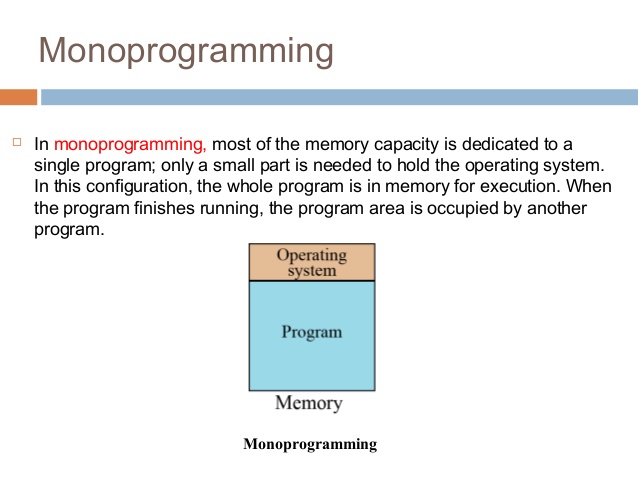 Monoprogramming
In monoprogramming, most of the memory capacity is dedicated to a
single program; only a small part is needed to hold the operating system.
In this configuration, the whole program is in memory for execution. When
the program finishes running, the program area is occupied by another
program.
Operating
system
Program
Memory
Monoprogramming